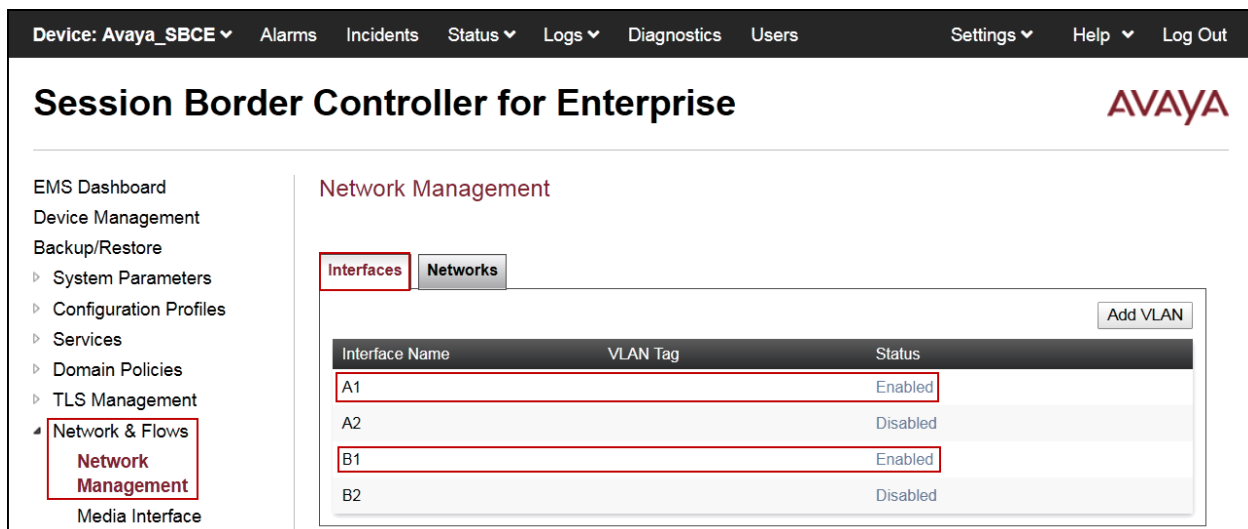 Device: Avaya_SBCE Alarms Incidents Status Logs Diagnostics Users Settings Help Log Out
Session Border Controller for Enterprise
AVAYA
EMS Dashboard
Device Management
Backup/Restore
System Parameters
Configuration Profiles
Services
Domain Policies
TLS Management
Network & Flows
Network
Management
Media Interface
Network Management
Interfaces Networks
Add VLAN
Interface Name VLAN Tag Status
A1 Enabled
A2 Disabled
B1 Enabled
B2 Disabled